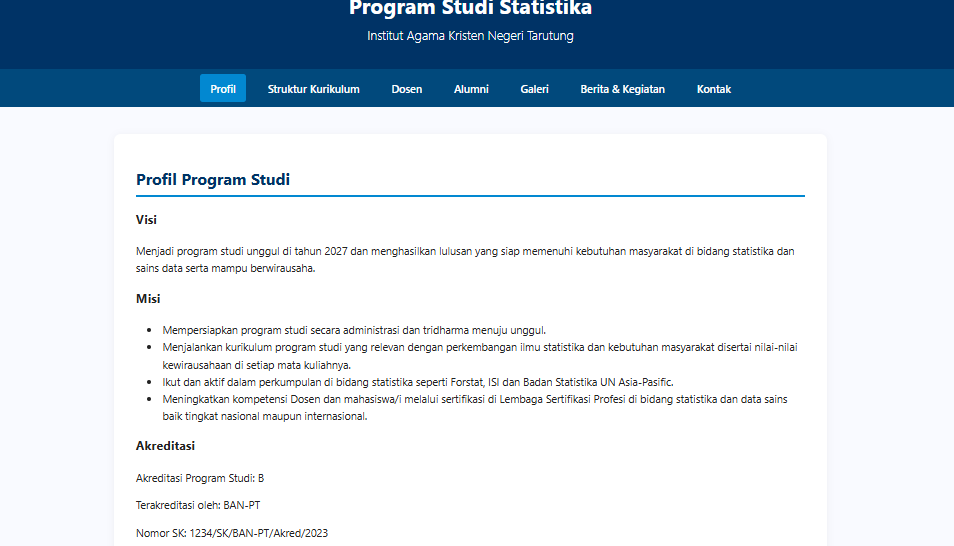 Program Studi Statistika
Institut Agama Kristen Negeri Tarutung
Profil
Struktur Kurikulum
Dosen
Alumni
Galeri
Berita & Kegiatan
Kontak
Profil Program Studi
Visi
Menjadi program studi unggul di tahun 2027 dan menghasilkan lulusan yang siap memenuhi kebutuhan masyarakat di bidang statistika dan
sains data serta mampu berwirausaha.
Misi
• Mempersiapkan program studi secara administrasi dan tridharma menuju unggul.
• Menjalankan kurikulum program studi yang relevan dengan perkembangan ilmu statistika dan kebutuhan masyarakat disertai nilai-nilai
kewirausahaan di setiap mata kuliahnya.
• Ikut dan aktif dalam perkumpulan di bidang statistika seperti Forstat, ISI dan Badan Statistika UN Asia-Pasific.
• Meningkatkan kompetensi Dosen dan mahasiswa/i melalui sertifikasi di Lembaga Sertifikasi Profesi di bidang statistika dan data sains
baik tingkat nasional maupun internasional.
Akreditasi
Akreditasi Program Studi: B
Terakreditasi oleh: BAN-PT
Nomor SK: 1234/SK/BAN-PT/Akred/2023